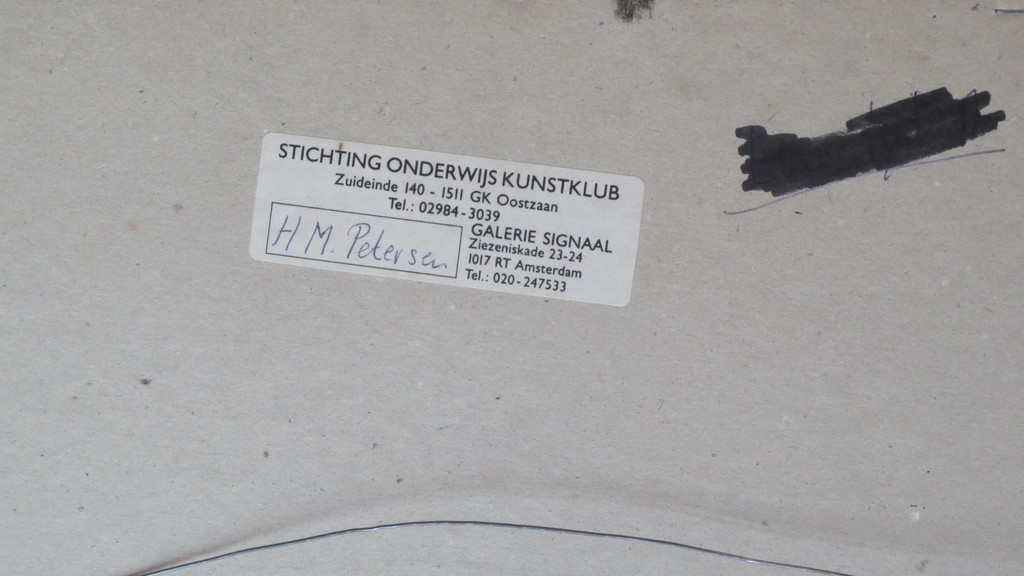 STICHTING ONDERWIJS KUNSTKLUB
Zuideinde 140 - 1511 GK Oostzaan
Tel.: 02984-3039
H M. Petersen
GALERIE SIGNAAL
Ziezeniskade 23-24
1017 RT Amsterdam
Tel.: 020-247533